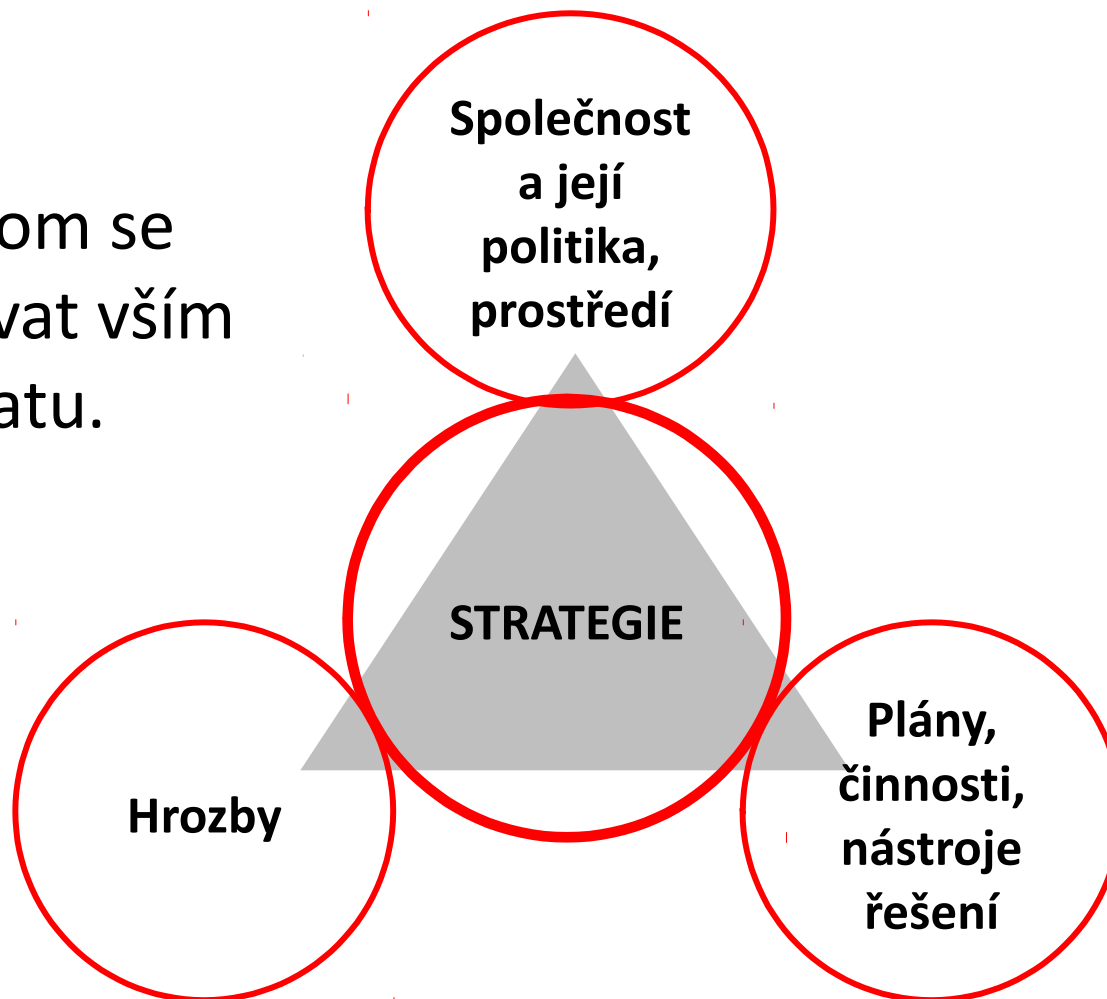 Společnost
a její
politika,
prostředí
om se
vat vším
atu.
STRATEGIE
Hrozby
Plány,
činnosti,
nástroje
řešení